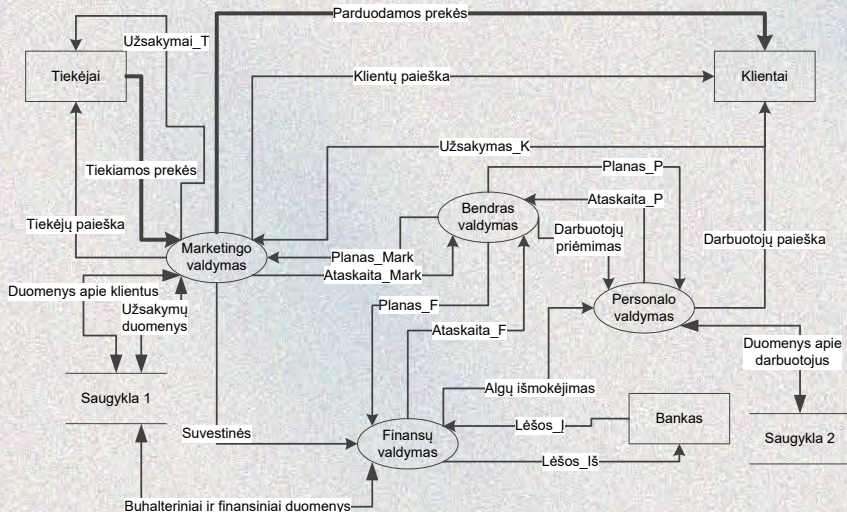 Parduodamos prekės
Užsakymai_T
Tiekėjai
Klientų paieška
Klientai
Užsakymas_K
Planas_P
Tiekiamos prekės
Ataskaita_P
Bendras
valdymas
Tiekėjų paieška
Darbuotojų
priėmimas
Darbuotojų paieška
Marketingo
valdymas
Planas_Mark
Ataskaita_Mark
Duomenys apie klientus
Užsakymų
duomenys
Planas_F
Personalo
valdymas
Ataskaita_F
Duomenys apie
darbuotojus
Saugykla 1
Algų išmokėjimas
Suvestinės
Finansų
valdymas
Lėšos_Į
Bankas
Saugykla 2
Lėšos_Iš
Buhalteriniai ir finansiniai duomenys